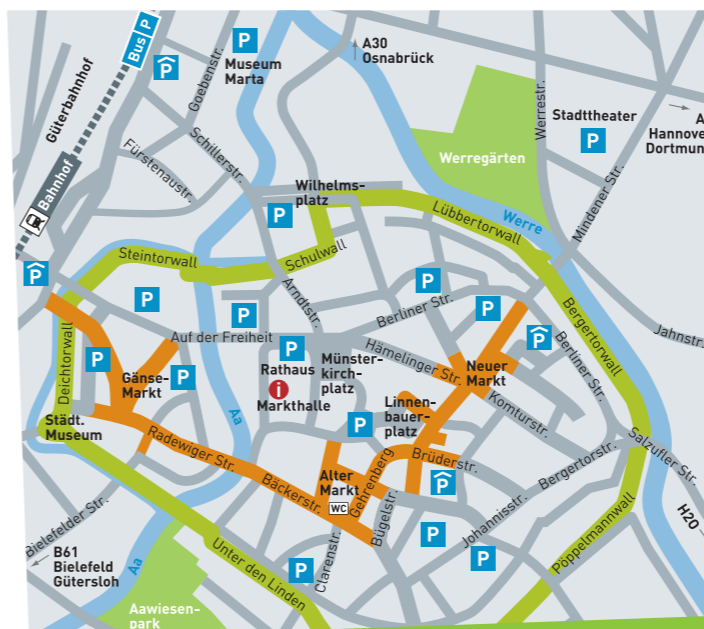 Bus P
P
P
Museum
Marta
A30
Osnabrück
Goebenstr.
Güterbahnhof
Bahnhof
Fürstenaustr.
Schillerstr.
Werrestr.
Stadttheater
P
A
Hannove
Dortmun
Werregärten
Mindener Str.
Wilhelms-
platz
P
Lübbertorwall
Werre
Steintorwall
Schulwall
P
P
P
P
P
Arndtstr.
Berliner Str.
Bergertorwall
Jahnstr.
Auf der Freiheit
Deichtorwall
P
Gänse-
Markt
P
P
Rathaus
i
Markthalle
Münster-
kirch-
platz
Hämelinger Str.
Neuer
Markt
P
Berliner Str.
Aa
Städt.
Museum
Linnen-
bauer-
platz
Komturstr.
P
Radewiger Str.
Bäckerstr.
Alter
Markt
WC
Gehrenberg
Brüderstr.
P
Bergertorstr.
Salzufler Str.
H20
Bielefelder Str.
Bügelstr.
Johannisstr.
P
P
Pöppelmannwall
B61
Bielefeld
Gütersloh
Aa
Unter den Linden
P
Clarenstr.
Aawiesen-
park